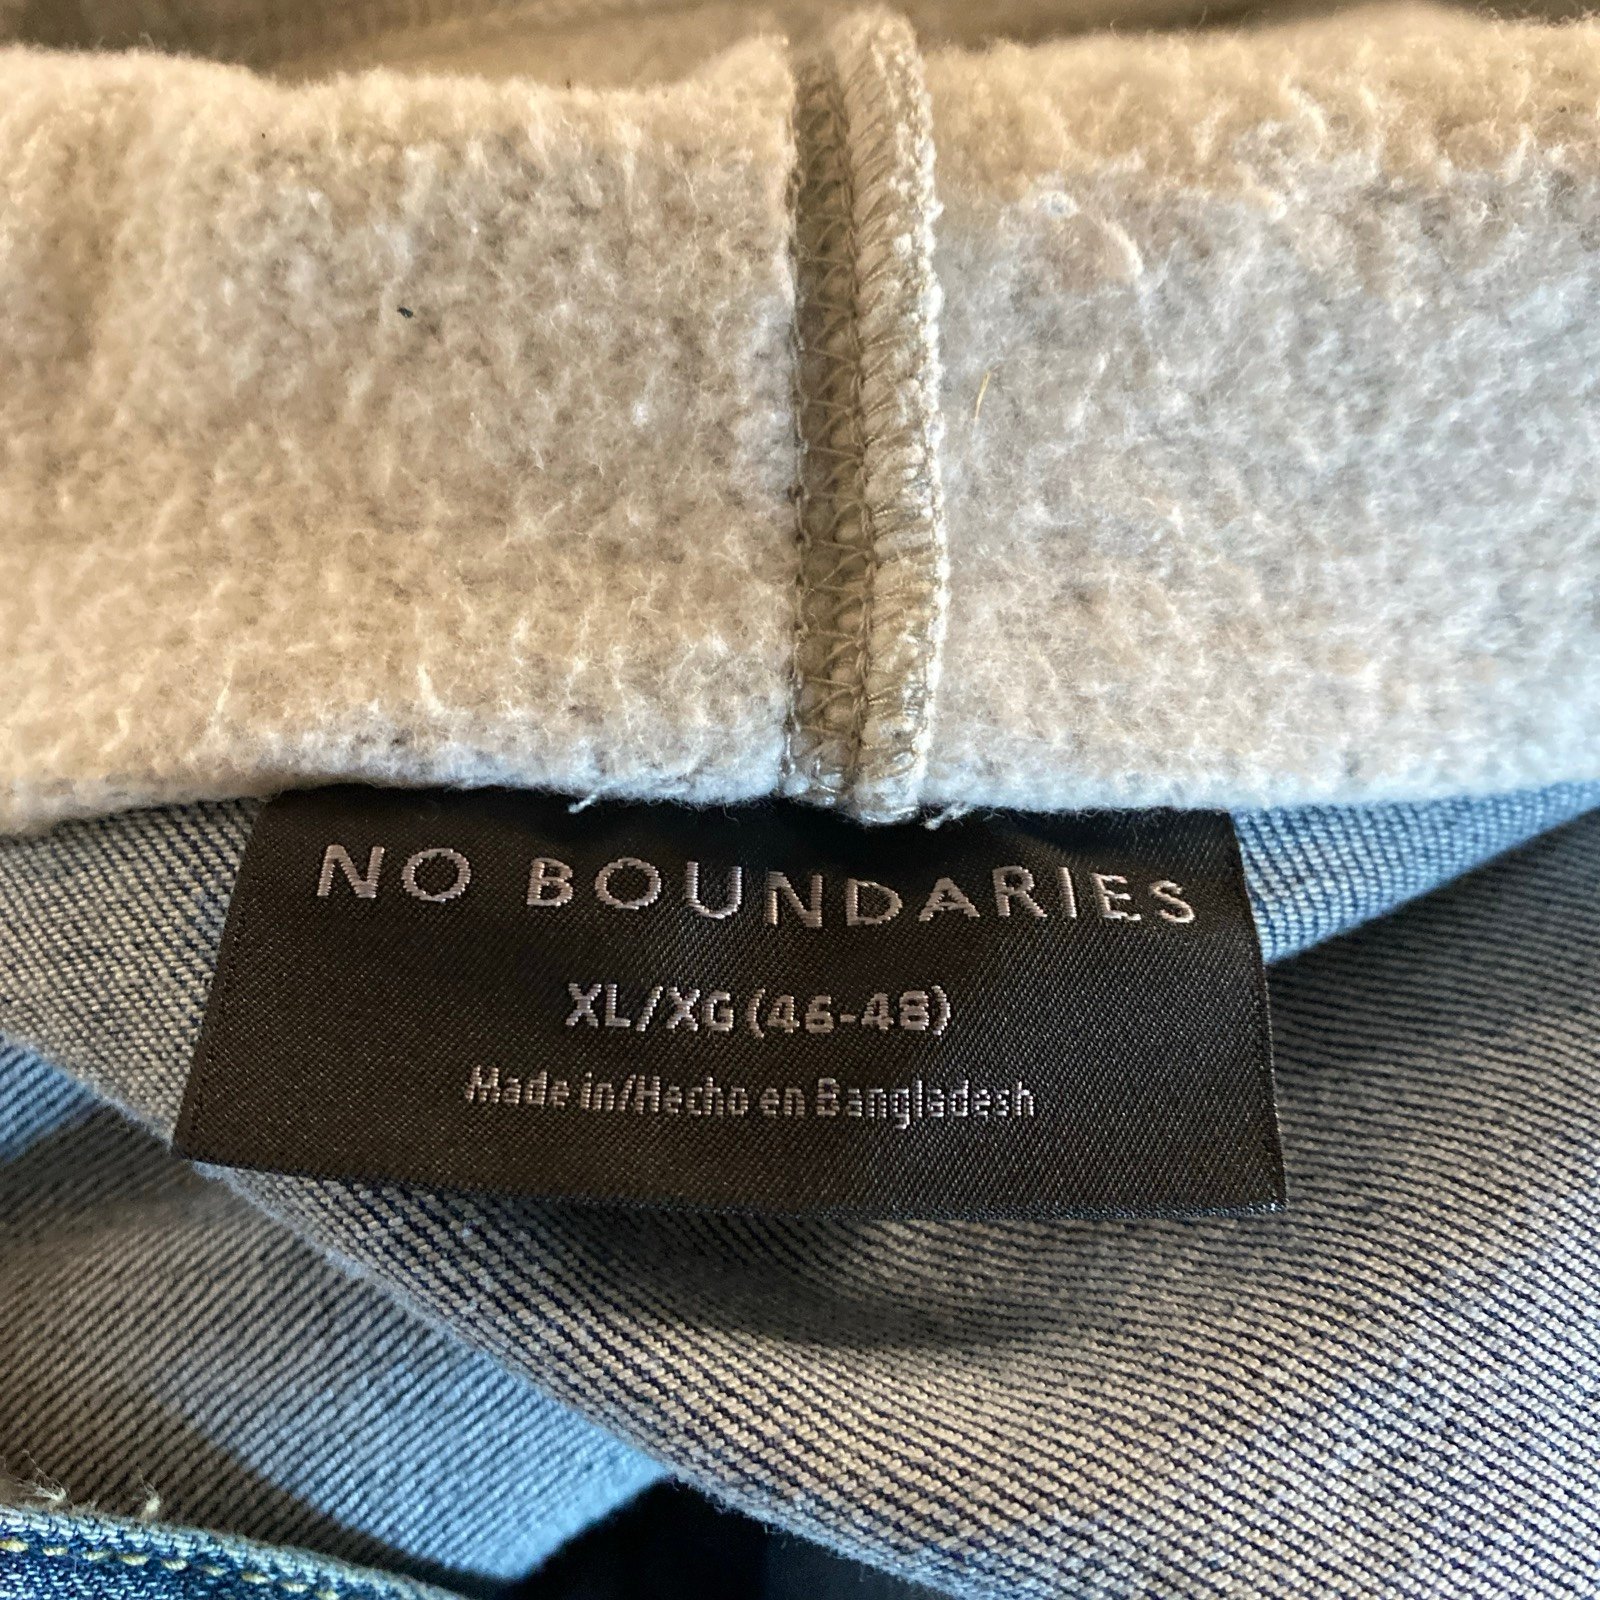 NO BOUNDARIES
XL/XG (46-48)
Made in/Hecho en Bangladesh